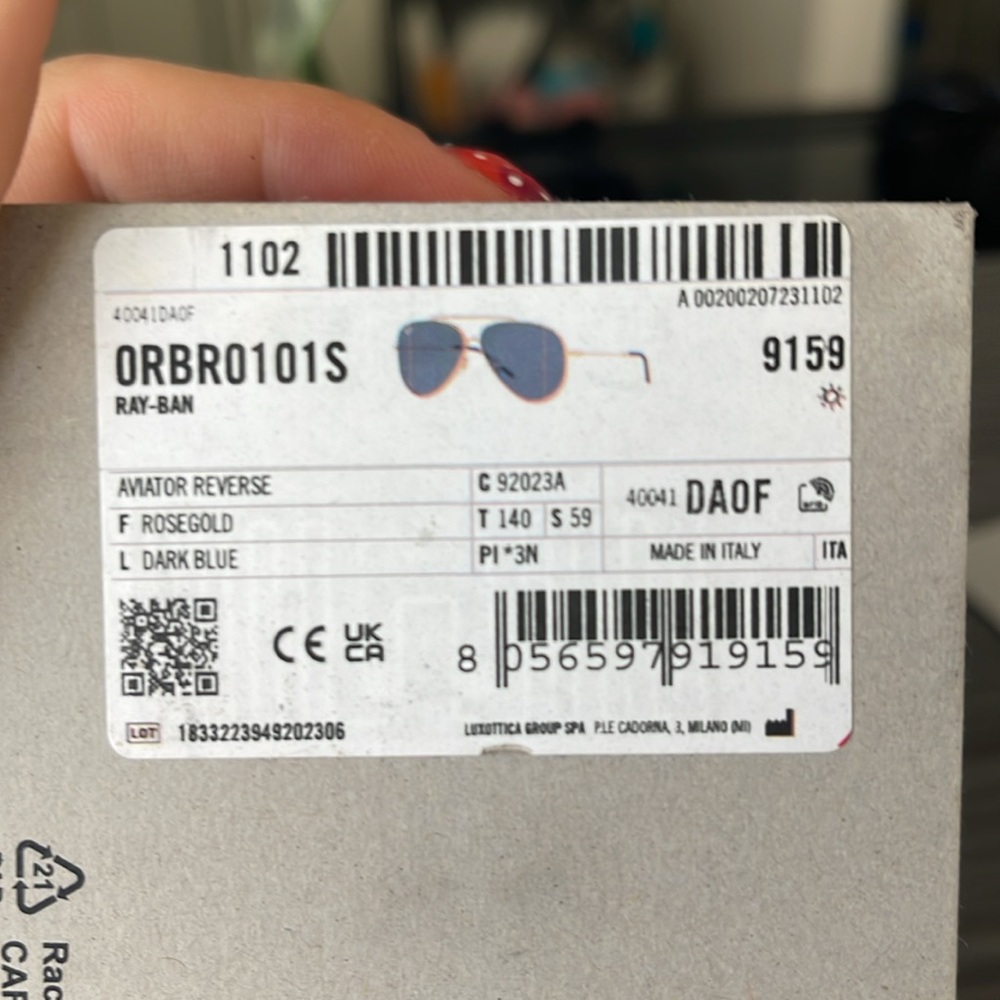 1102
A 00200207231102
40041DA0F
0RBR0101S
9159
RAY-BAN
AVIATOR REVERSE
C 92023A
40041 DA0F
F ROSEGOLD
T 140 S 59
L DARK BLUE
PI *3N
MADE IN ITALY
ITA
CE UK CA
8 056597 919159
LOT 1833223949202306
LUXOTTICA GROUP SPA P.LE CADORNA, 3, MILANO (MI)
21
Rac
CAR